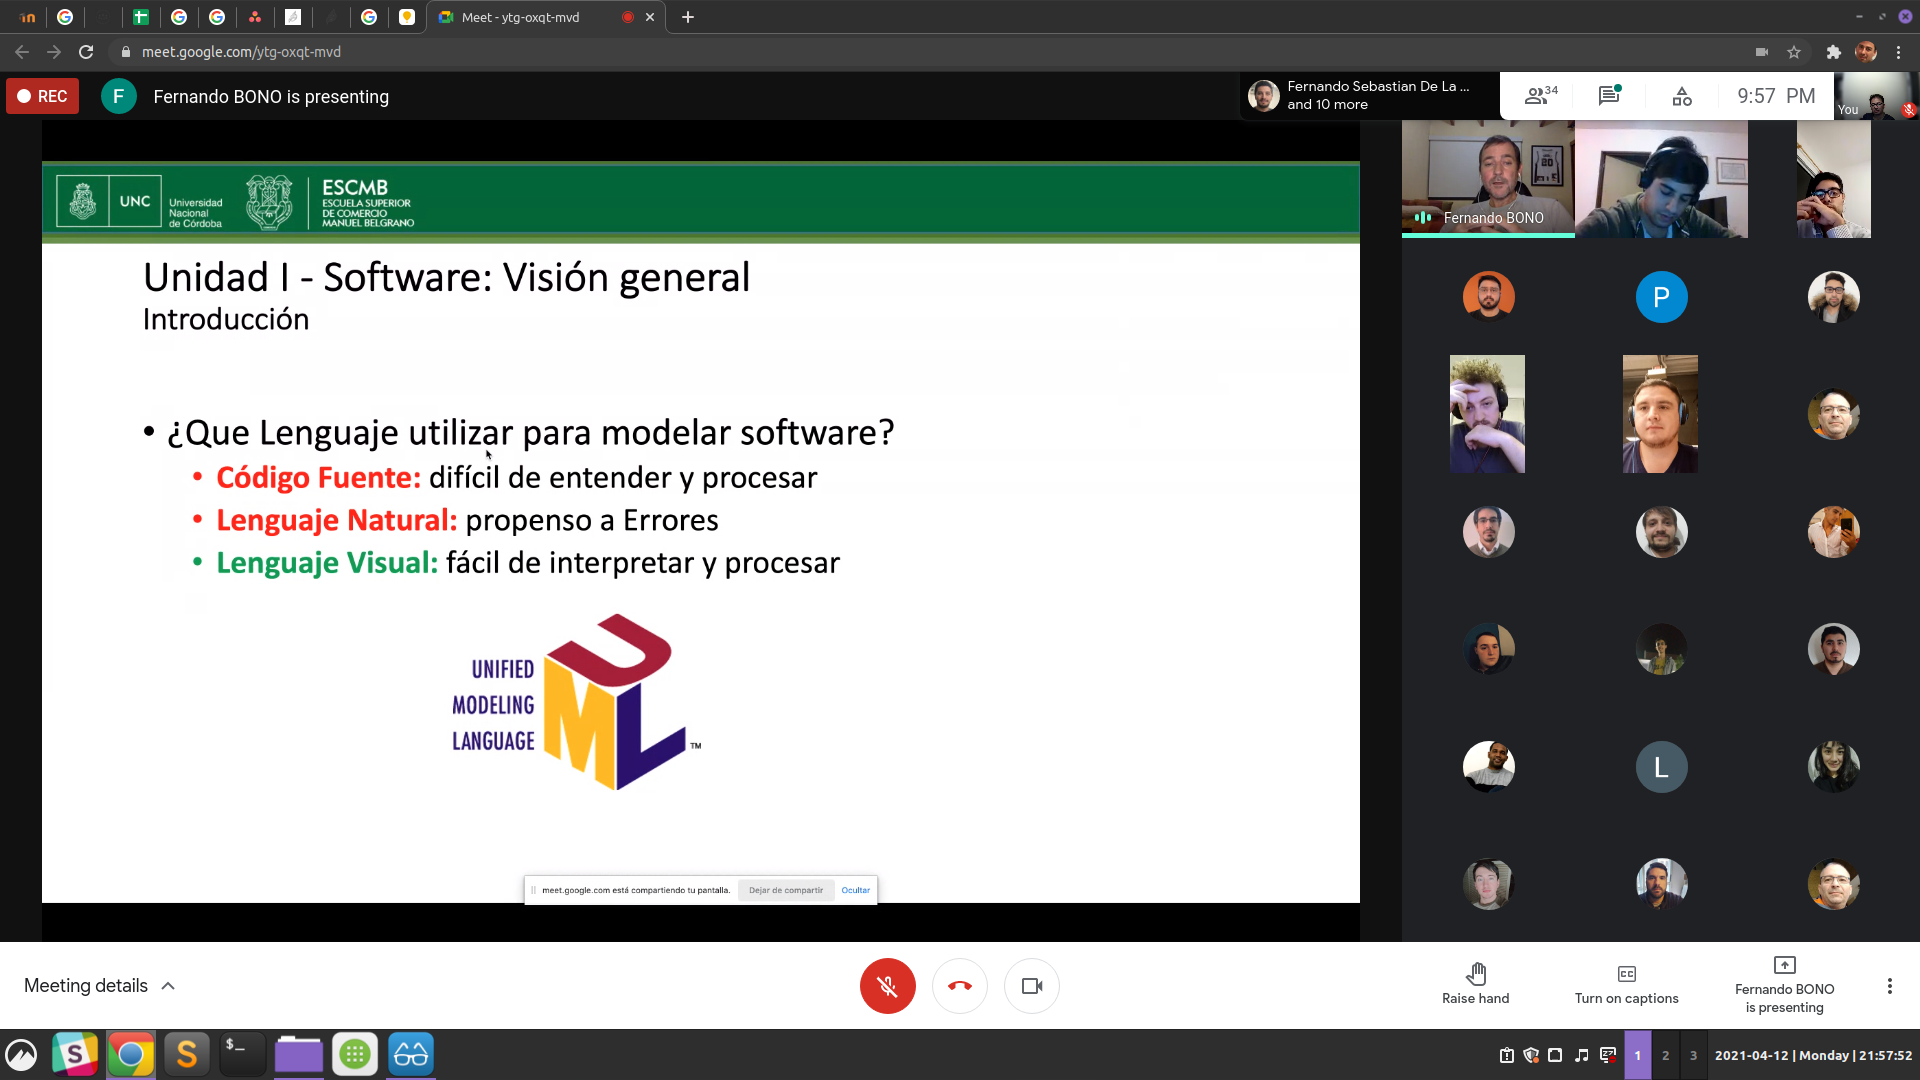 Meet - ytg-oxqt-mvd
meet.google.com/ytg-oxqt-mvd
REC
F
Fernando BONO is presenting
Fernando Sebastian De La ...
and 10 more
34
9:57 PM
You
UNC
Universidad
Nacional
de Córdoba
ESCMB
ESCUELA SUPERIOR
DE COMERCIO
MANUEL BELGRANO
Unidad I - Software: Visión general
Introducción
• ¿Que Lenguaje utilizar para modelar software?
• Código Fuente: difícil de entender y procesar
• Lenguaje Natural: propenso a Errores
• Lenguaje Visual: fácil de interpretar y procesar
UNIFIED
MODELING
LANGUAGE
UML
TM
meet.google.com está compartiendo tu pantalla.
Dejar de compartir
Ocultar
20
Fernando BONO
P
L
Meeting details
Raise hand
Turn on captions
Fernando BONO
is presenting
S
S
$_
1
2
3
2021-04-12 | Monday | 21:57:52